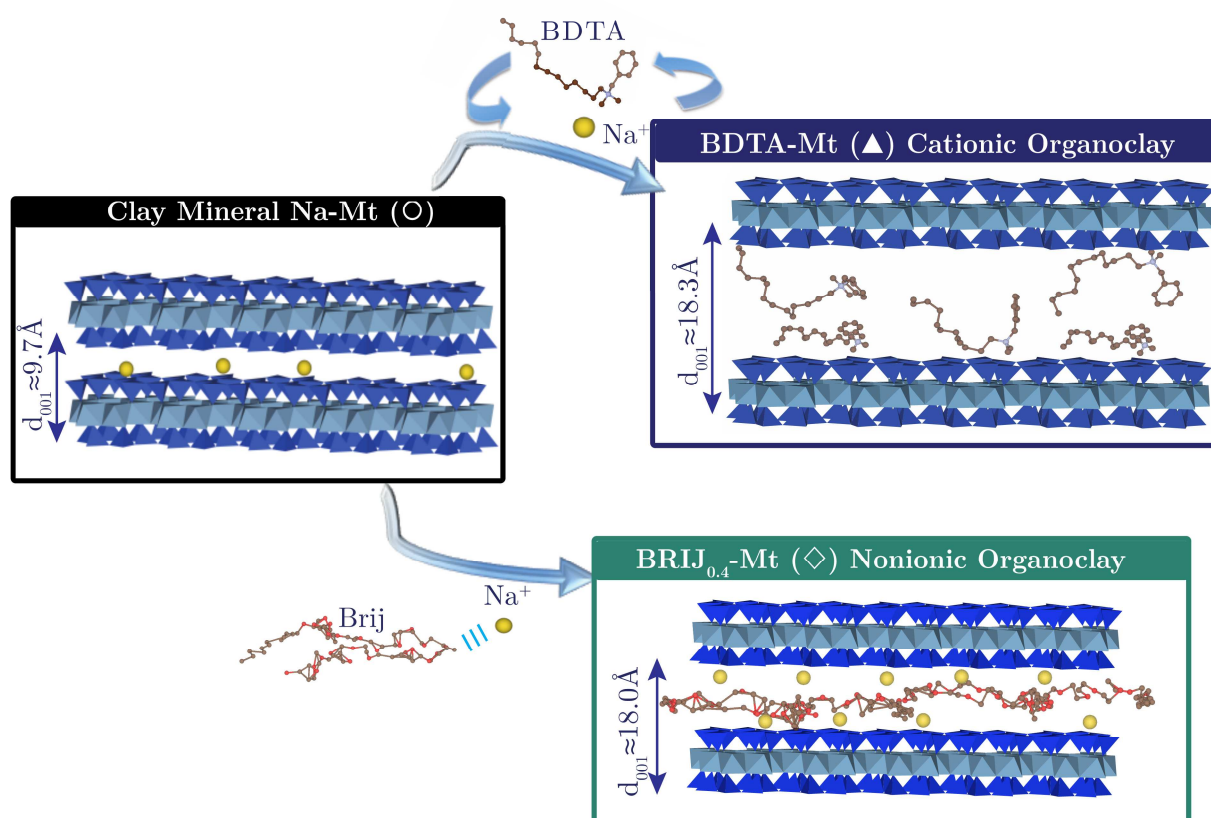 BDTA
Na⁺
BDTA-Mt (▲) Cationic Organoclay
Clay Mineral Na-Mt (○)
d₀₀₁≈9.7Å
d₀₀₁≈18.3Å
BRIJ₀.₄-Mt (◇) Nonionic Organoclay
Na⁺
Brij
d₀₀₁≈18.0Å